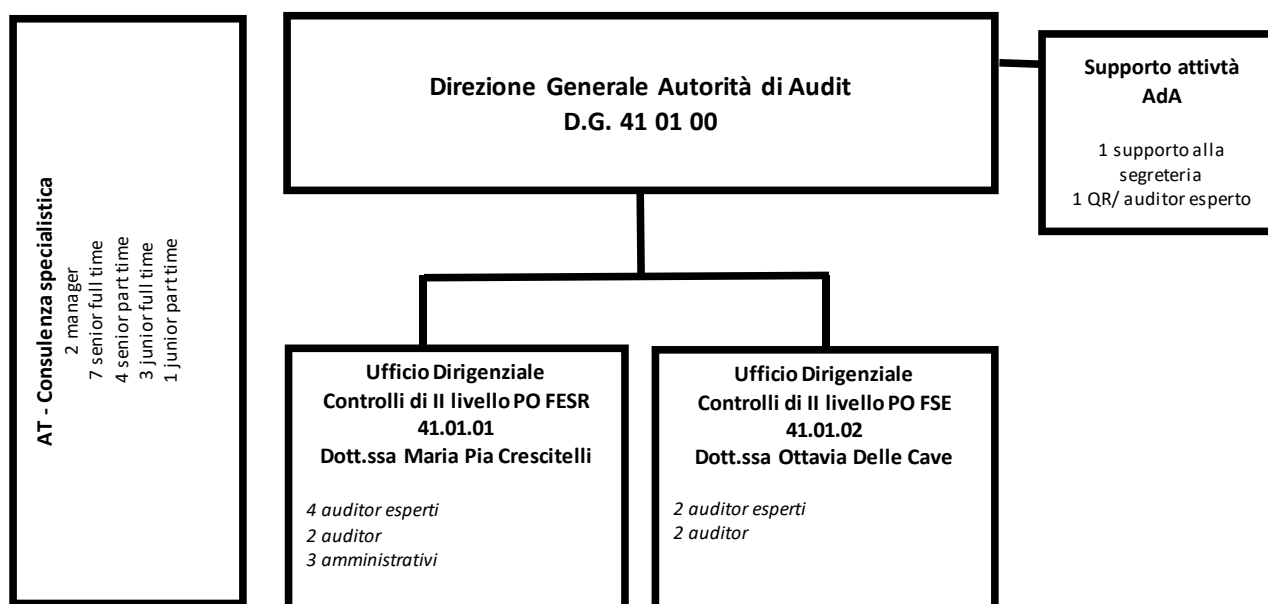 AT - Consulenza specialistica
2 manager
7 senior full time
4 senior part time
3 junior full time
1 junior part time
Direzione Generale Autorità di Audit
D.G. 41 01 00
Supporto attivtà
AdA
1 supporto alla
segreteria
1 QR/ auditor esperto
Ufficio Dirigenziale
Controlli di II livello PO FESR
41.01.01
Dott.ssa Maria Pia Crescitelli
4 auditor esperti
2 auditor
3 amministrativi
Ufficio Dirigenziale
Controlli di II livello PO FSE
41.01.02
Dott.ssa Ottavia Delle Cave
2 auditor esperti
2 auditor